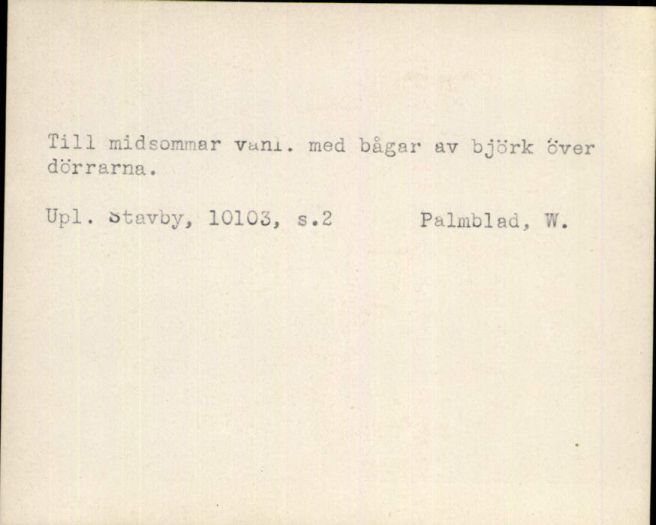 Till midsommar vanl. med bågar av björk över
dörrarna.
Upl. Stavby, 10103, s.2 Palmblad, W.